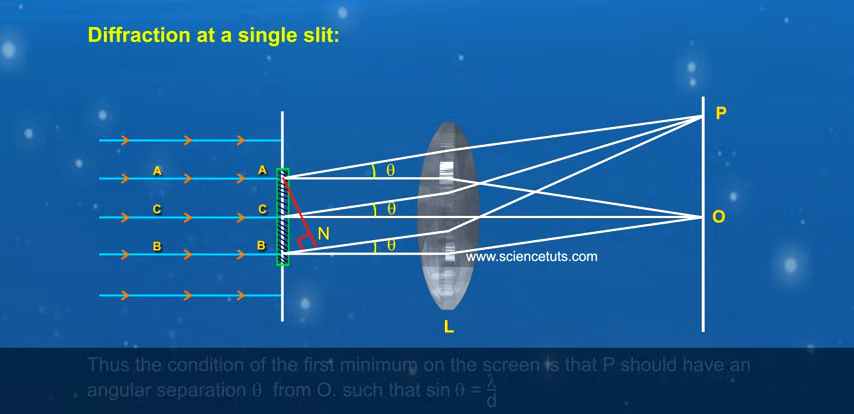 Diffraction at a single slit:
P
A A θ
C C θ O
B B N θ
www.sciencetuts.com
L
Thus the condition of the first minimum on the screen is that P should have an
angular separation θ from O. such that sin θ = λ/d